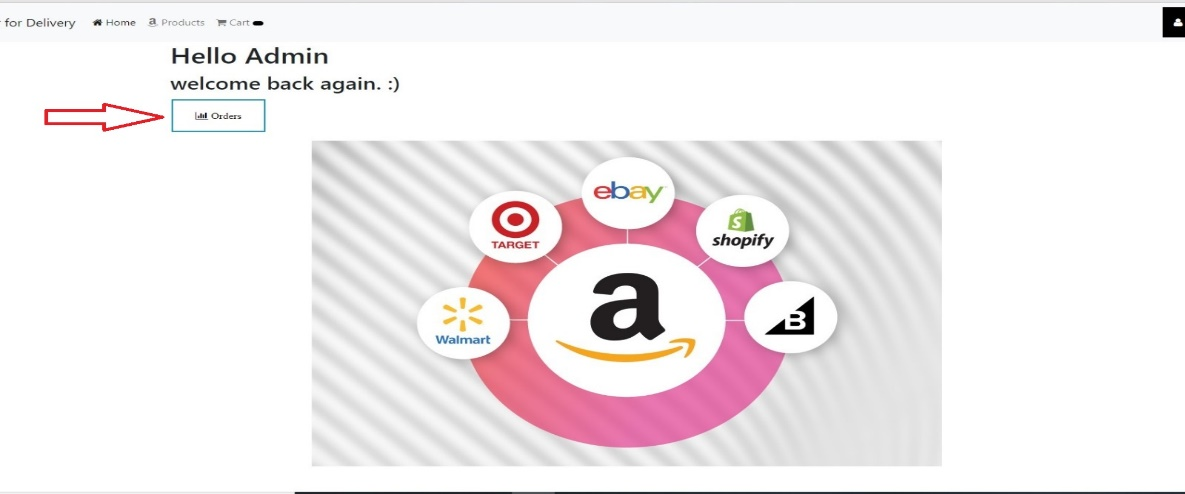 for Delivery Home Products Cart
Hello Admin
welcome back again. :)
Orders
ebay
TARGET
shopify
a
B
Walmart